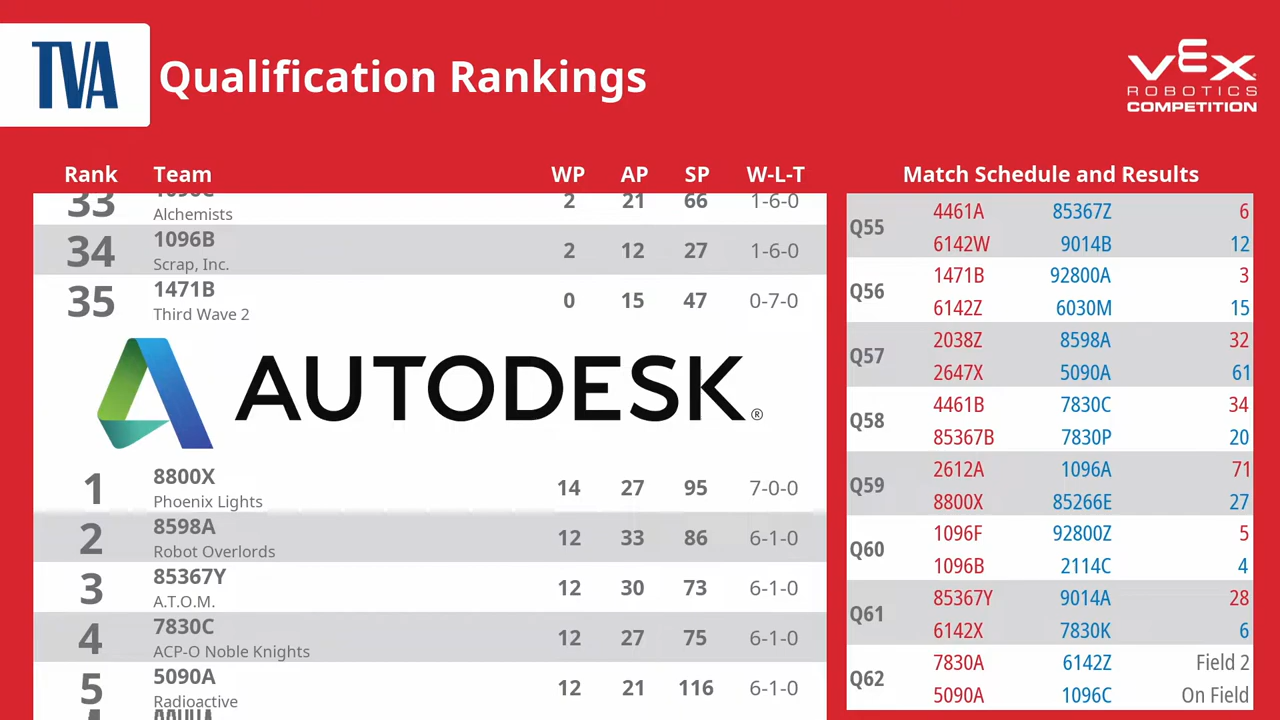 TVA
Qualification Rankings
VEX
ROBOTICS
COMPETITION
Rank Team WP AP SP W-L-T
33 1096C 2 21 66 1-6-0
Alchemists
34 1096B 2 12 27 1-6-0
Scrap, Inc.
35 1471B 0 15 47 0-7-0
Third Wave 2
AUTODESK®
1 8800X 14 27 95 7-0-0
Phoenix Lights
2 8598A 12 33 86 6-1-0
Robot Overlords
3 85367Y 12 30 73 6-1-0
A.T.O.M.
4 7830C 12 27 75 6-1-0
ACP-O Noble Knights
5 5090A 12 21 116 6-1-0
Radioactive
Match Schedule and Results
Q55 4461A 85367Z 6
6142W 9014B 12
Q56 1471B 92800A 3
6142Z 6030M 15
Q57 2038Z 8598A 32
2647X 5090A 61
Q58 4461B 7830C 34
85367B 7830P 20
Q59 2612A 1096A 71
8800X 85266E 27
Q60 1096F 92800Z 5
1096B 2114C 4
Q61 85367Y 9014A 28
6142X 7830K 6
Q62 7830A 6142Z Field 2
5090A 1096C On Field